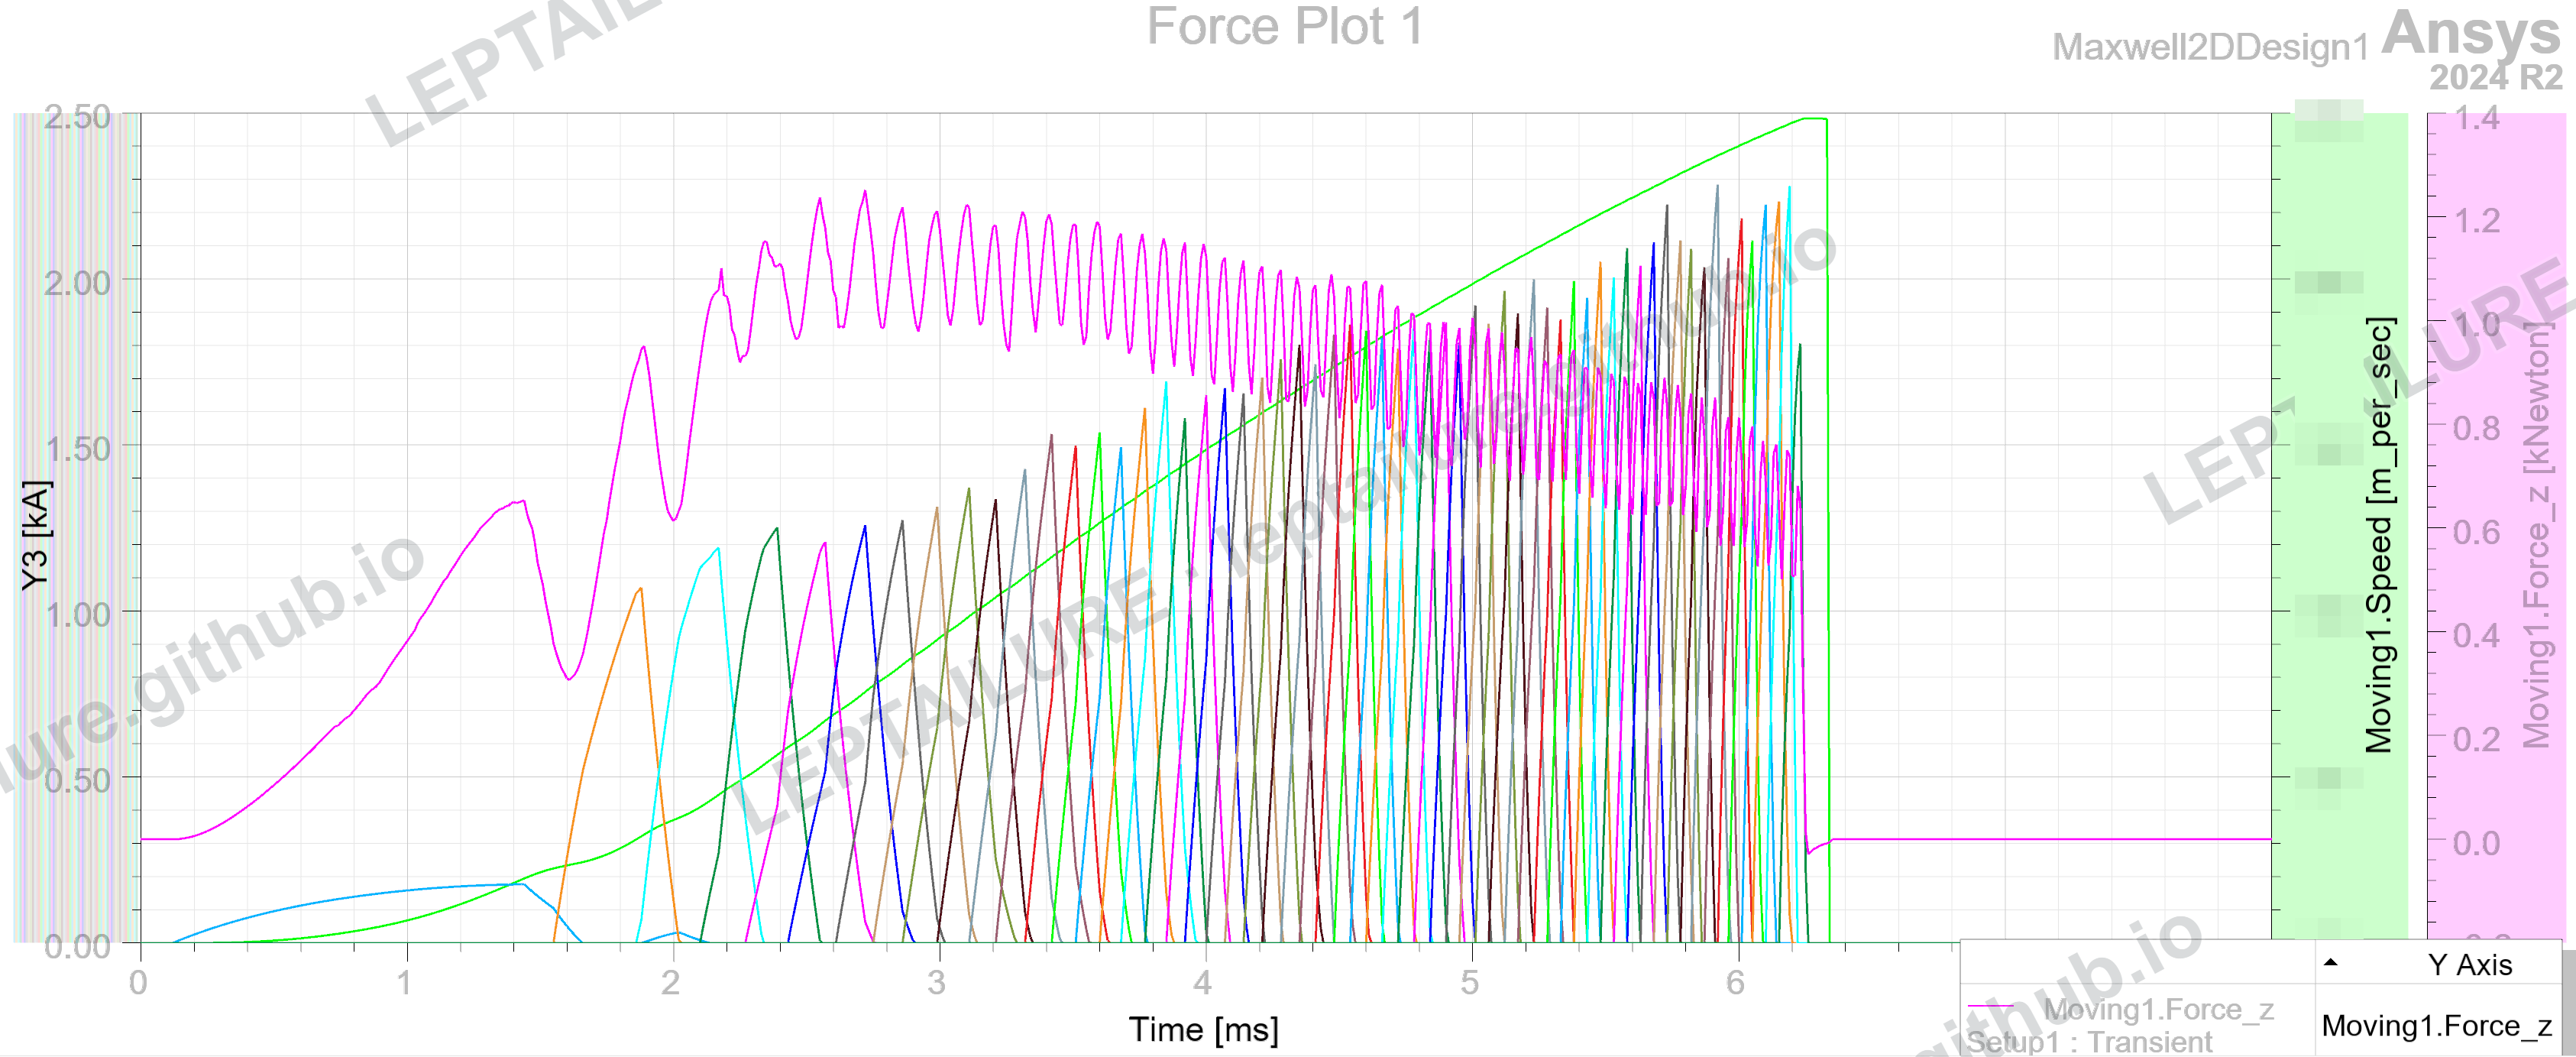 Force Plot 1
Maxwell2DDesign1
Ansys
2024 R2
2.50
2.00
1.50
1.00
0.50
0.00
Y3 [kA]
0 1 2 3 4 5 6
Time [ms]
Moving1.Speed [m_per_sec]
1.4
1.2
1.0
0.8
0.6
0.4
0.2
0.0
Moving1.Force_z [kNewton]
Y Axis
Moving1.Force_z
Setup1 : Transient
Moving1.Force_z
LEPTAILURE · leptailure.github.io